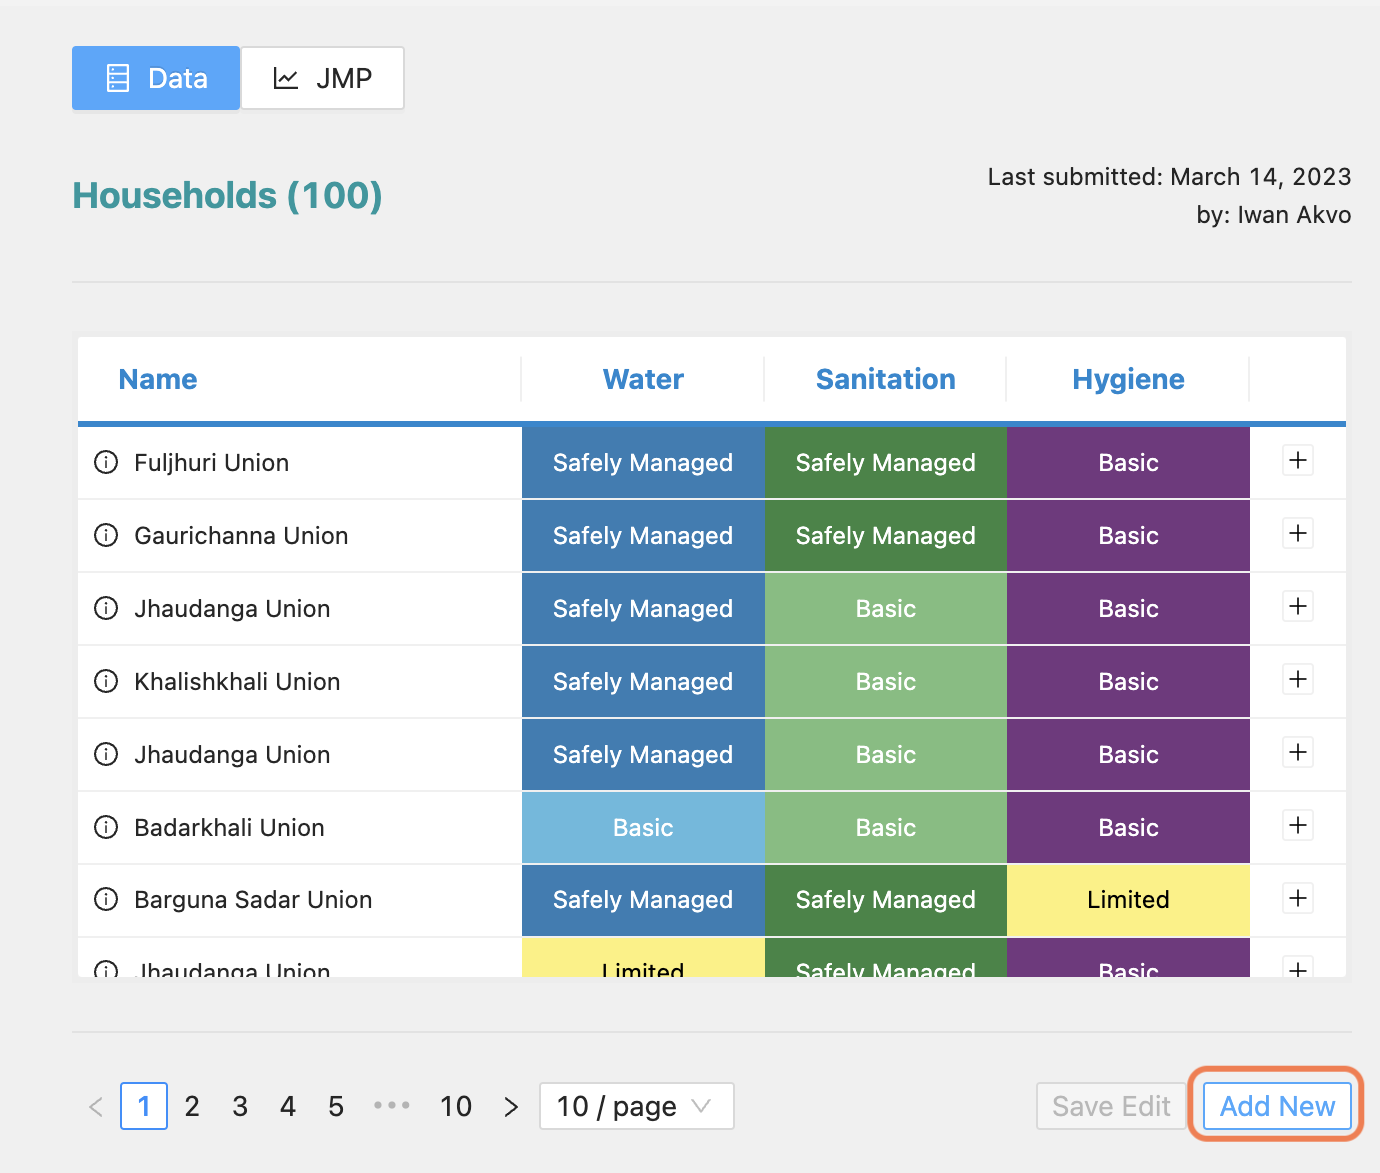 Data JMP
Households (100)
Last submitted: March 14, 2023
by: Iwan Akvo
Name Water Sanitation Hygiene
Fuljhuri Union Safely Managed Safely Managed Basic
Gaurichanna Union Safely Managed Safely Managed Basic
Jhaudanga Union Safely Managed Basic Basic
Khalishkhali Union Safely Managed Basic Basic
Jhaudanga Union Safely Managed Basic Basic
Badarkhali Union Basic Basic Basic
Barguna Sadar Union Safely Managed Safely Managed Limited
Jhaudanga Union Limited Safely Managed Basic
< 1 2 3 4 5 ••• 10 > 10 / page Save Edit Add New